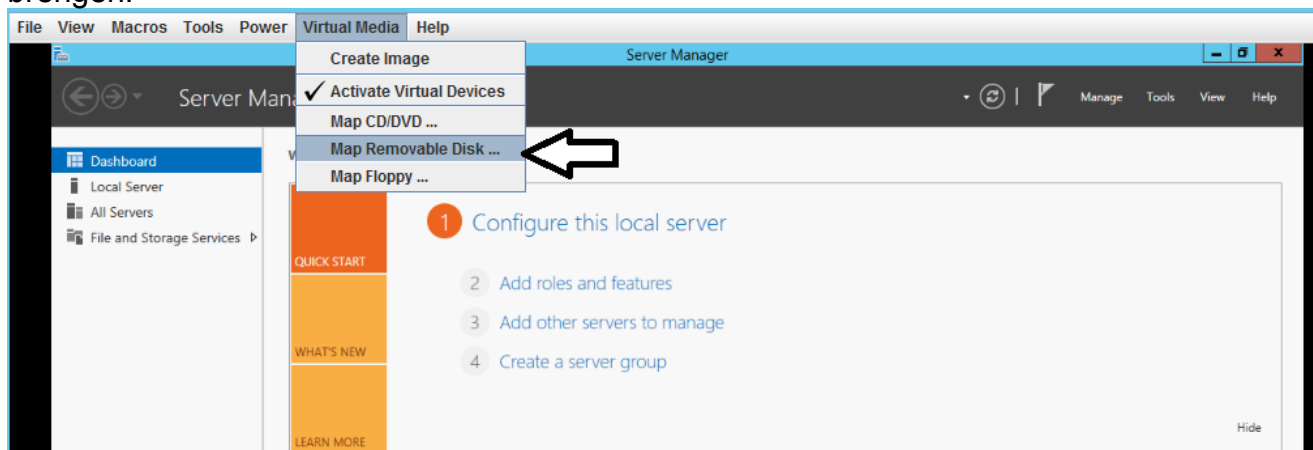 brengen.
File View Macros Tools Power Virtual Media Help
Create Image
Activate Virtual Devices
Map CD/DVD ...
Map Removable Disk ...
Map Floppy ...
Server Manager
Server Man
Manage Tools View Help
Dashboard
Local Server
All Servers
File and Storage Services
QUICK START
WHAT'S NEW
LEARN MORE
1 Configure this local server
2 Add roles and features
3 Add other servers to manage
4 Create a server group
Hide